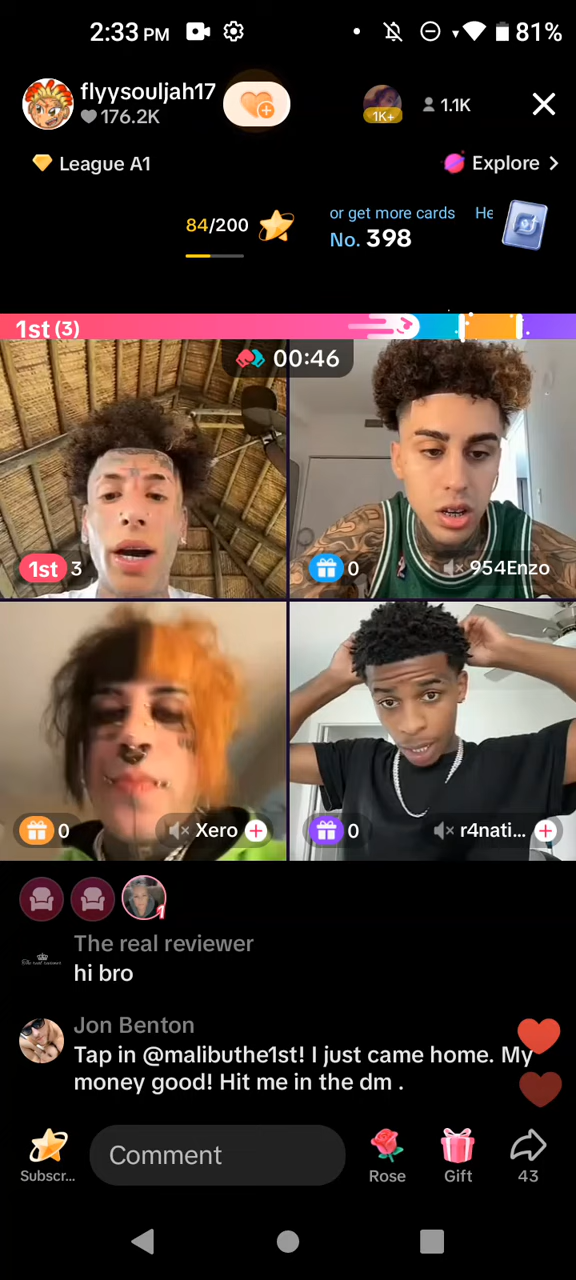 2:33 PM
81%
flyysouljah17
176.2K
1K+
1.1K
League A1
Explore
84/200
or get more cards He
No. 398
1st (3)
00:46
1st 3
0
954Enzo
0
Xero
0
r4nati...
1
The real reviewer
hi bro
Jon Benton
Tap in @malibuthe1st! I just came home. My
money good! Hit me in the dm .
Subscr...
Comment
Rose
Gift
43